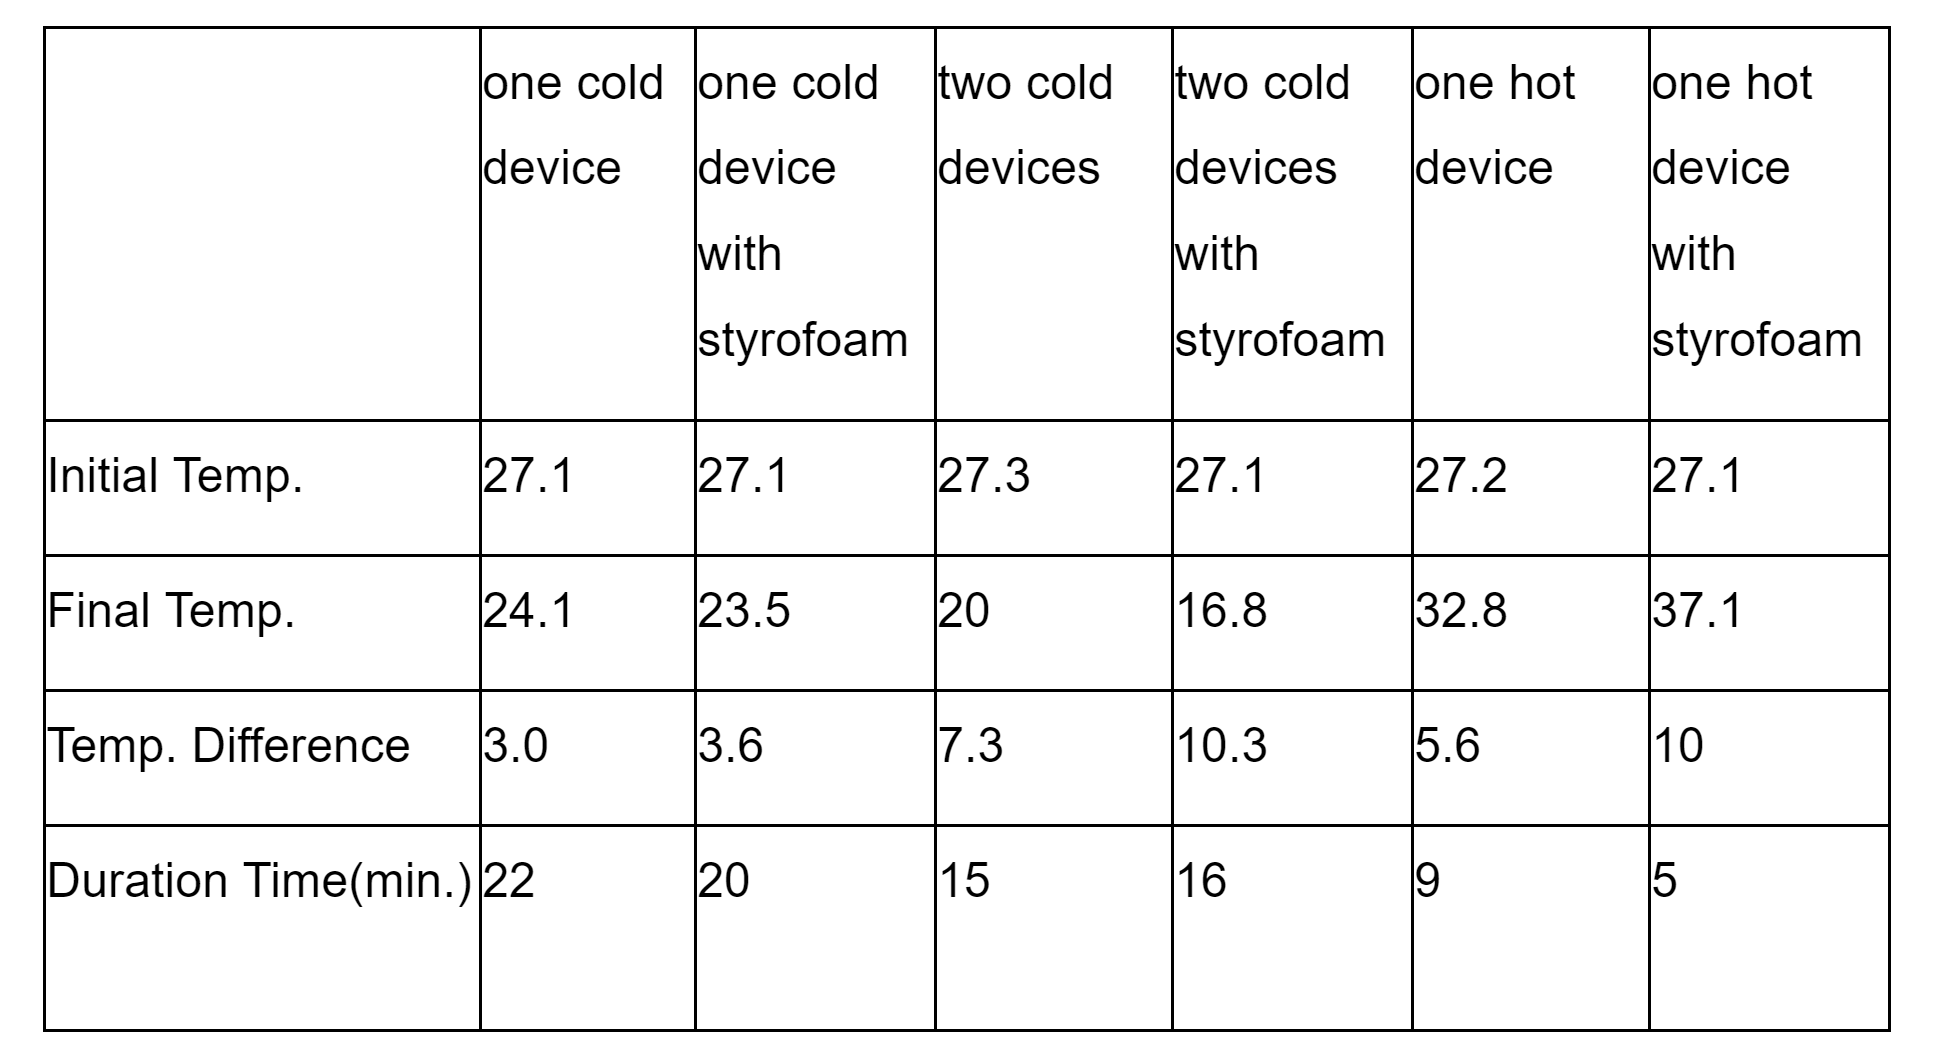 one cold one cold two cold two cold one hot one hot
device device devices devices device device
with with with
styrofoam styrofoam styrofoam
Initial Temp. 27.1 27.1 27.3 27.1 27.2 27.1
Final Temp. 24.1 23.5 20 16.8 32.8 37.1
Temp. Difference 3.0 3.6 7.3 10.3 5.6 10
Duration Time(min.) 22 20 15 16 9 5